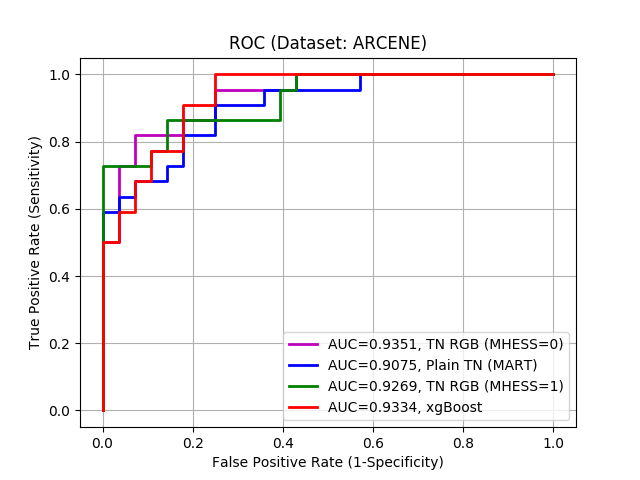 ROC (Dataset: ARCENE)
True Positive Rate (Sensitivity)
1.0
0.8
0.6
0.4
0.2
0.0
AUC=0.9351, TN RGB (MHESS=0)
AUC=0.9075, Plain TN (MART)
AUC=0.9269, TN RGB (MHESS=1)
AUC=0.9334, xgBoost
0.0 0.2 0.4 0.6 0.8 1.0
False Positive Rate (1-Specificity)